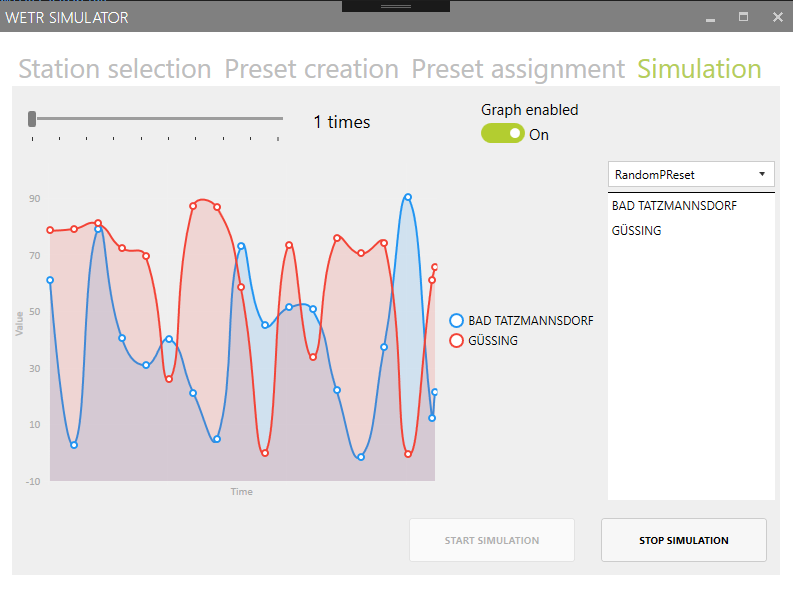 WETR SIMULATOR
Station selection Preset creation Preset assignment Simulation
1 times
Graph enabled
On
RandomPReset
BAD TATZMANNSDORF
GÜSSING
90
70
50
30
10
-10
Value
Time
BAD TATZMANNSDORF
GÜSSING
START SIMULATION
STOP SIMULATION